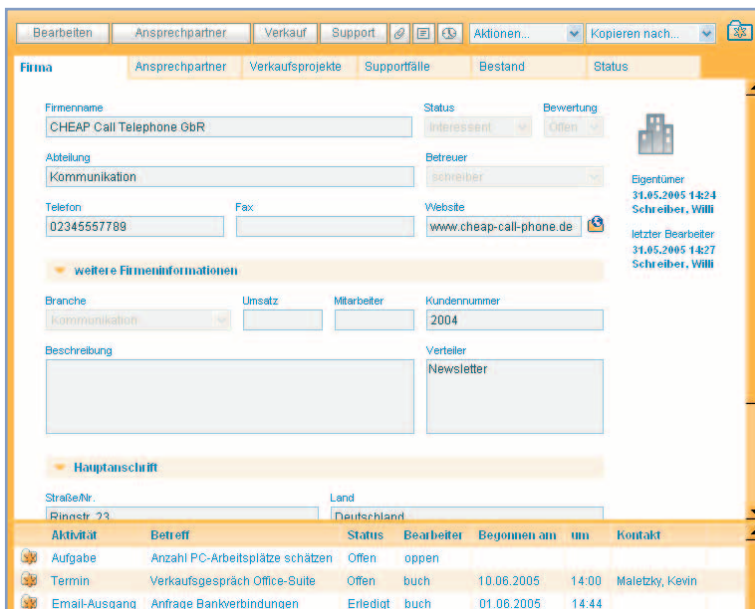 Bearbeiten Ansprechpartner Verkauf Support Aktionen... Kopieren nach...
Firma Ansprechpartner Verkaufsprojekte Supportfälle Bestand Status
Firmenname Status Bewertung
CHEAP Call Telephone GbR Interessent Offen
Abteilung Betreuer
Kommunikation schreiber
Eigentümer
31.05.2005 14:24
Schreiber, Willi
Telefon Fax Website
02345557789 www.cheap-call-phone.de
letzter Bearbeiter
31.05.2005 14:27
Schreiber, Willi
weitere Firmeninformationen
Branche Umsatz Mitarbeiter Kundennummer
Kommunikation 2004
Beschreibung Verteiler
Newsletter
Hauptanschrift
Straße/Nr. Land
Ringstr. 23 Deutschland
Aktivität Betreff Status Bearbeiter Begonnen am um Kontakt
Aufgabe Anzahl PC-Arbeitsplätze schätzen Offen oppen
Termin Verkaufsgespräch Office-Suite Offen buch 10.06.2005 14:00 Maletzky, Kevin
Email-Ausgang Anfrage Bankverbindungen Erledigt buch 01.06.2005 14:44